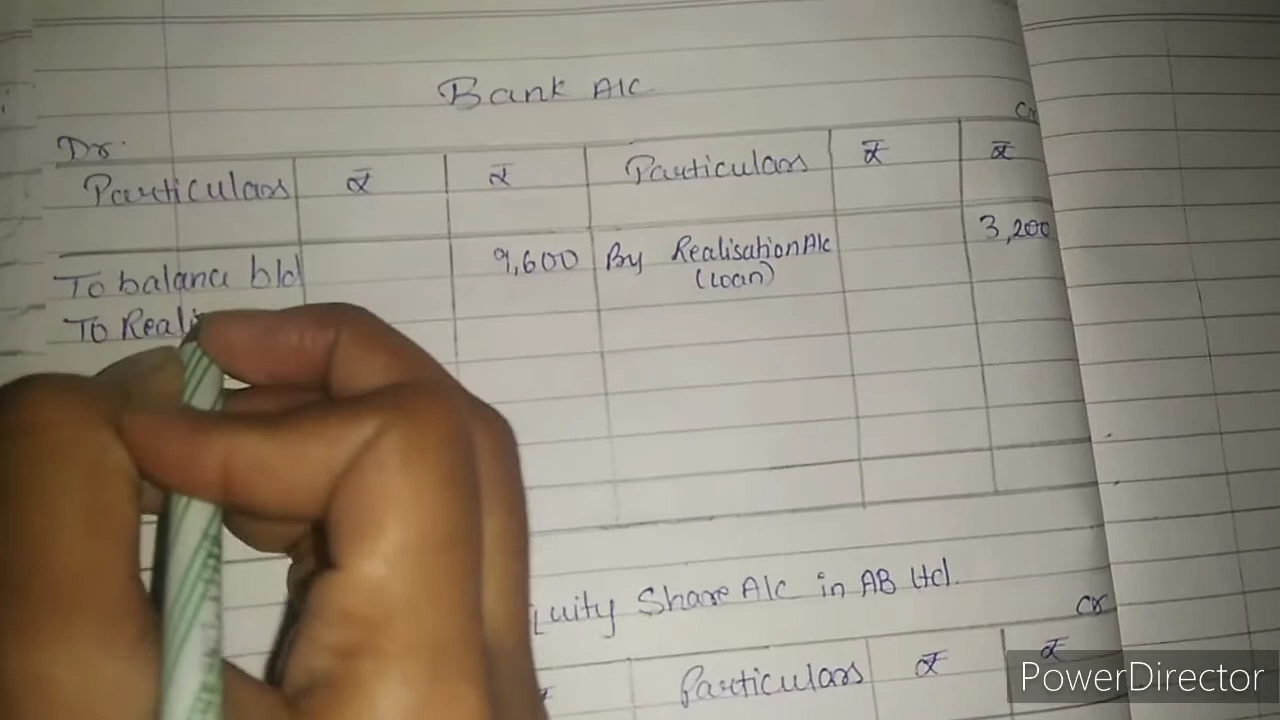 Bank A/c
Dr.
Cr
Particulars ₹ ₹ Particulars ₹ ₹
To balance b/d 9,600 By Realisation A/c 3,200
(Loan)
To Reali
quity Share A/c in AB Ltd.
Cr
₹ Particulars ₹ ₹
PowerDirector